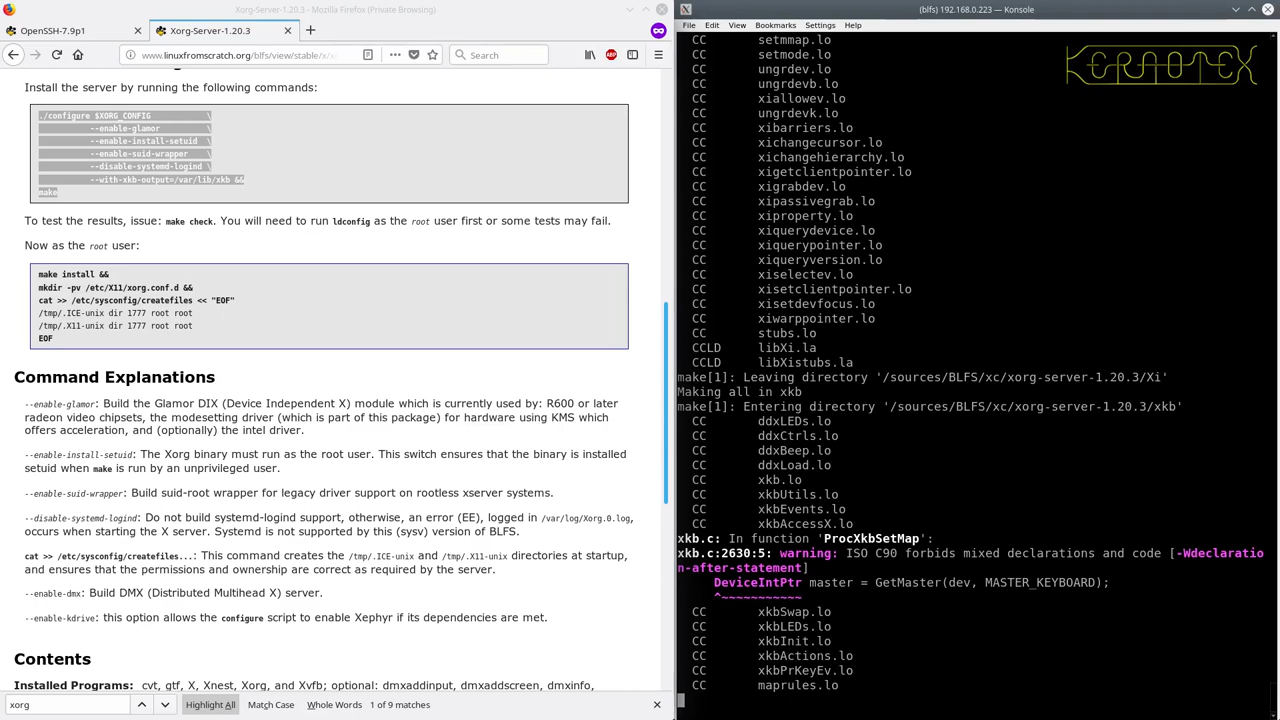 Xorg-Server-1.20.3 - Mozilla Firefox (Private Browsing)
OpenSSH-7.9p1
Xorg-Server-1.20.3
www.linuxfromscratch.org/blfs/view/stable/x/x
Search
Install the server by running the following commands:
./configure $XORG_CONFIG \
--enable-glamor \
--enable-install-setuid \
--enable-suid-wrapper \
--disable-systemd-logind \
--with-xkb-output=/var/lib/xkb &&
make
To test the results, issue: make check. You will need to run ldconfig as the root user first or some tests may fail.
Now as the root user:
make install &&
mkdir -pv /etc/X11/xorg.conf.d &&
cat >> /etc/sysconfig/createfiles << "EOF"
/tmp/.ICE-unix dir 1777 root root
/tmp/.X11-unix dir 1777 root root
EOF
Command Explanations
--enable-glamor: Build the Glamor DIX (Device Independent X) module which is currently used by: R600 or later
radeon video chipsets, the modesetting driver (which is part of this package) for hardware using KMS which
offers acceleration, and (optionally) the intel driver.
--enable-install-setuid: The Xorg binary must run as the root user. This switch ensures that the binary is installed
setuid when make is run by an unprivileged user.
--enable-suid-wrapper: Build suid-root wrapper for legacy driver support on rootless xserver systems.
--disable-systemd-logind: Do not build systemd-logind support, otherwise, an error (EE), logged in /var/log/Xorg.0.log,
occurs when starting the X server. Systemd is not supported by this (sysv) version of BLFS.
cat >> /etc/sysconfig/createfiles...: This command creates the /tmp/.ICE-unix and /tmp/.X11-unix directories at startup,
and ensures that the permissions and ownership are correct as required by the server.
--enable-dmx: Build DMX (Distributed Multihead X) server.
--enable-kdrive: this option allows the configure script to enable Xephyr if its dependencies are met.
Contents
Installed Programs: cvt, gtf, X, Xnest, Xorg, and Xvfb; optional: dmxaddinput, dmxaddscreen, dmxinfo,
xorg
Highlight All
Match Case
Whole Words
1 of 9 matches
(blfs) 192.168.0.223 — Konsole
File Edit View Bookmarks Settings Help
KERAOTEX
CC setmmap.lo
CC setmode.lo
CC ungrdev.lo
CC ungrdevb.lo
CC xiallowev.lo
CC ungrdevk.lo
CC xibarriers.lo
CC xichangecursor.lo
CC xichangehierarchy.lo
CC xigetclientpointer.lo
CC xigrabdev.lo
CC xipassivegrab.lo
CC xiproperty.lo
CC xiquerydevice.lo
CC xiquerypointer.lo
CC xiqueryversion.lo
CC xiselectev.lo
CC xisetclientpointer.lo
CC xisetdevfocus.lo
CC xiwarppointer.lo
CC stubs.lo
CCLD libXi.la
CCLD libXistubs.la
make[1]: Leaving directory '/sources/BLFS/xc/xorg-server-1.20.3/Xi'
Making all in xkb
make[1]: Entering directory '/sources/BLFS/xc/xorg-server-1.20.3/xkb'
CC ddxLEDs.lo
CC ddxCtrls.lo
CC ddxBeep.lo
CC ddxLoad.lo
CC xkb.lo
CC xkbUtils.lo
CC xkbEvents.lo
CC xkbAccessX.lo
xkb.c: In function 'ProcXkbSetMap':
xkb.c:2630:5: warning: ISO C90 forbids mixed declarations and code [-Wdeclaratio
n-after-statement]
DeviceIntPtr master = GetMaster(dev, MASTER_KEYBOARD);
^~~~~~~~~~~~
CC xkbSwap.lo
CC xkbLEDs.lo
CC xkbInit.lo
CC xkbActions.lo
CC xkbPrKeyEv.lo
CC maprules.lo